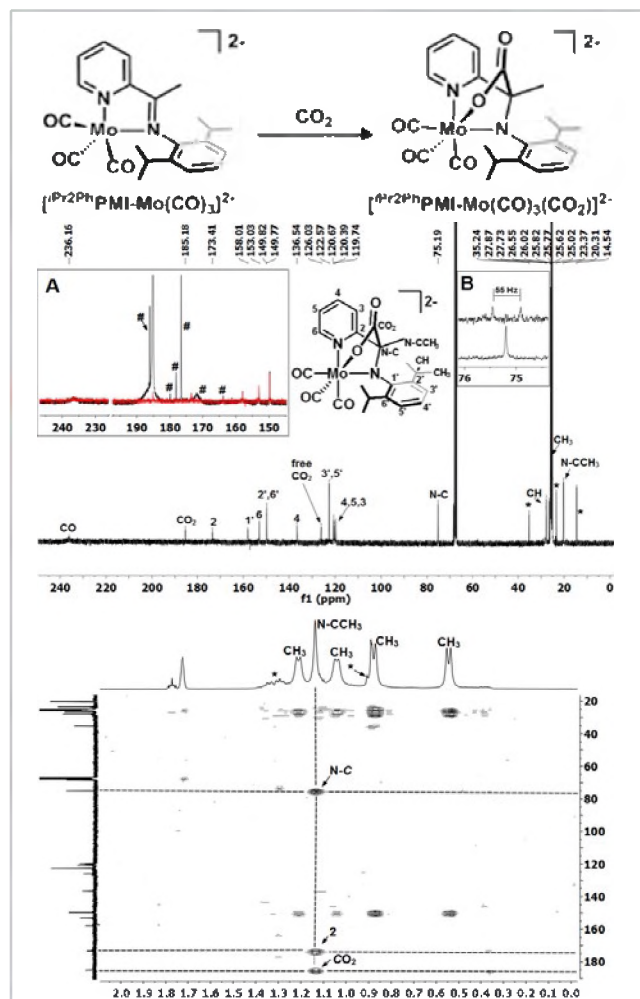 ]2-
]2-
N
N
Mo
OC
OC
CO
CO2
O
O
N
N
Mo
OC
OC
CO
[iPr2PhPMI-Mo(CO)3]2-
[iPr2PhPMI-Mo(CO)3(CO2)]2-
236.16
185.18
173.41
158.01
153.03
149.82
149.77
136.54
126.03
122.57
120.67
120.39
119.74
75.19
35.24
27.87
27.73
26.55
26.02
25.82
25.77
25.62
25.02
23.37
20.31
14.54
A
# # # # # #
240 230 190 180 170 160 150
]2-
4
5 3
6 2
O
CO2
N O
N-C
N-CCH3
Mo N
OC
OC
CO
CH
1' 2'
3'
6'
5' 4'
B
55 Hz
76 75
CO
CO2
2
1'
6
2',6'
4
free
CO2
3',5'
4,5,3
N-C
*
CH
CH3
*
N-CCH3
*
240 220 200 180 160 140 120 100 80 60 40 20 0
f1 (ppm)
N-CCH3
*
CH3
CH3
*
CH3
CH3
20
40
60
80
100
120
140
160
180
N-C
2
CO2
2.0 1.9 1.8 1.7 1.6 1.5 1.4 1.3 1.2 1.1 1.0 0.9 0.8 0.7 0.6 0.5 0.4 0.3 0.2 0.1 0.0